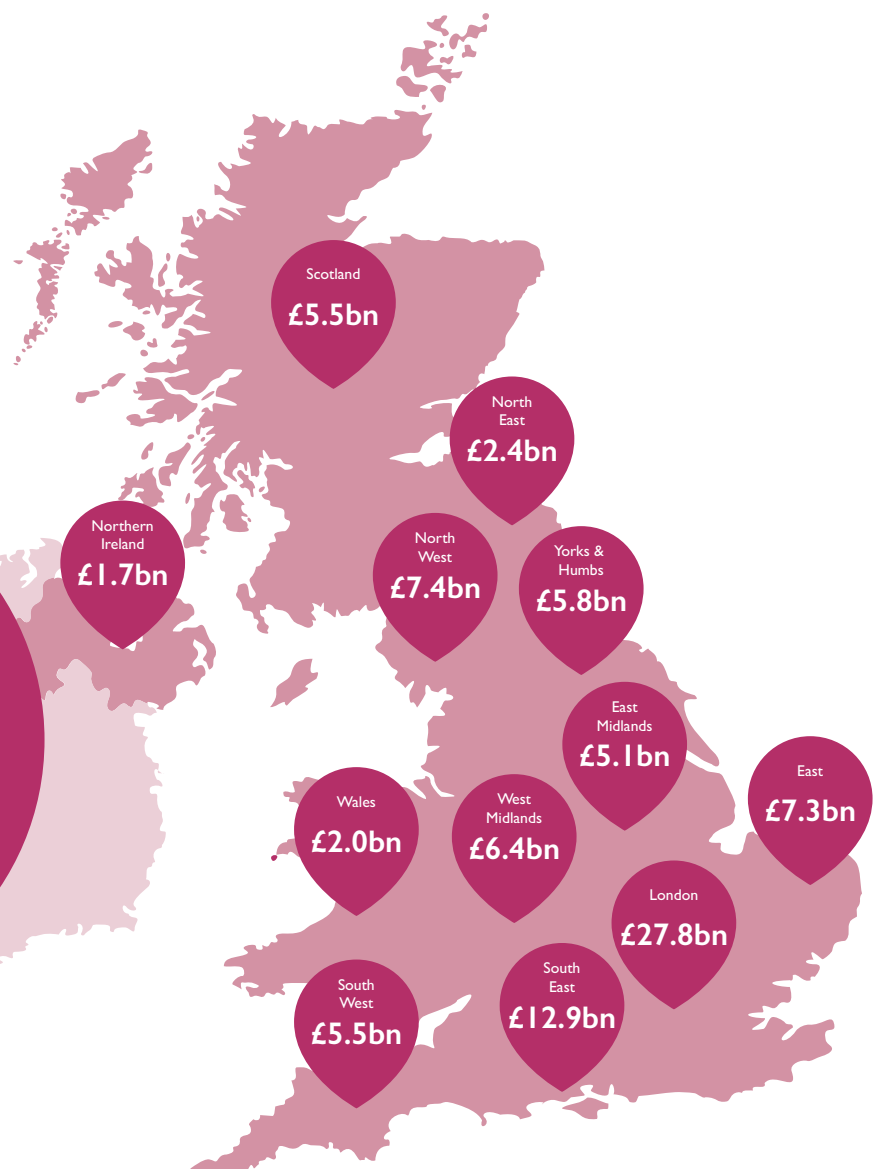 Scotland
£5.5bn
North
East
£2.4bn
Northern
Ireland
£1.7bn
North
West
£7.4bn
Yorks &
Humbs
£5.8bn
East
Midlands
£5.1bn
East
£7.3bn
Wales
£2.0bn
West
Midlands
£6.4bn
London
£27.8bn
South
West
£5.5bn
South
East
£12.9bn